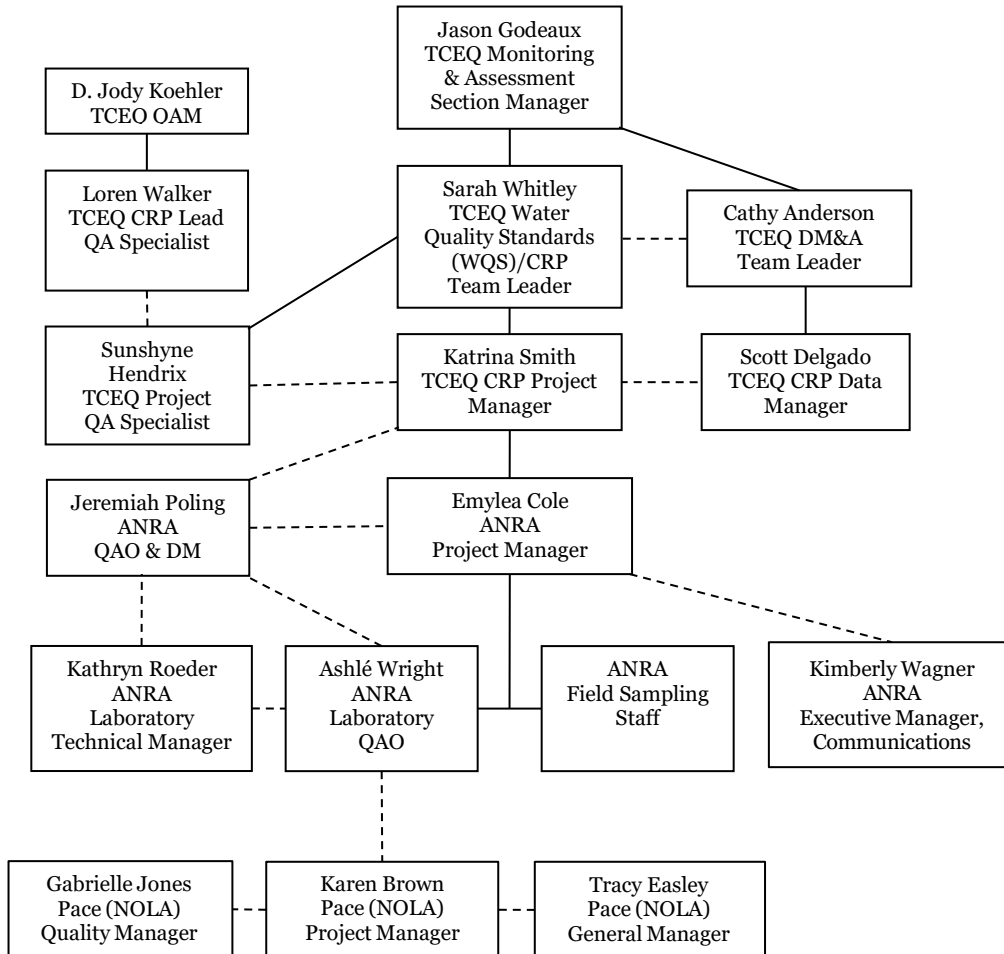 Jason Godeaux
TCEQ Monitoring
& Assessment
Section Manager
D. Jody Koehler
TCEQ QAM
Loren Walker
TCEQ CRP Lead
QA Specialist
Sarah Whitley
TCEQ Water
Quality Standards
(WQS)/CRP
Team Leader
Cathy Anderson
TCEQ DM&A
Team Leader
Sunshyne
Hendrix
TCEQ Project
QA Specialist
Katrina Smith
TCEQ CRP Project
Manager
Scott Delgado
TCEQ CRP Data
Manager
Jeremiah Poling
ANRA
QAO & DM
Emylea Cole
ANRA
Project Manager
Kathryn Roeder
ANRA
Laboratory
Technical Manager
Ashlé Wright
ANRA
Laboratory
QAO
ANRA
Field Sampling
Staff
Kimberly Wagner
ANRA
Executive Manager,
Communications
Gabrielle Jones
Pace (NOLA)
Quality Manager
Karen Brown
Pace (NOLA)
Project Manager
Tracy Easley
Pace (NOLA)
General Manager